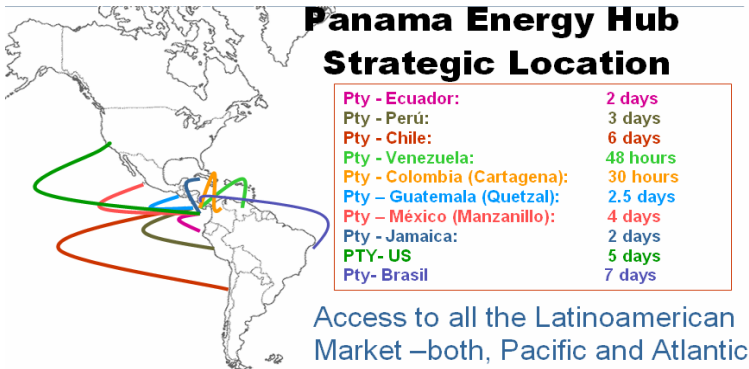 Panama Energy Hub
Strategic Location
Pty - Ecuador: 2 days
Pty - Perú: 3 days
Pty - Chile: 6 days
Pty - Venezuela: 48 hours
Pty - Colombia (Cartagena): 30 hours
Pty – Guatemala (Quetzal): 2.5 days
Pty – México (Manzanillo): 4 days
Pty - Jamaica: 2 days
PTY- US 5 days
Pty- Brasil 7 days
Access to all the Latinoamerican
Market –both, Pacific and Atlantic